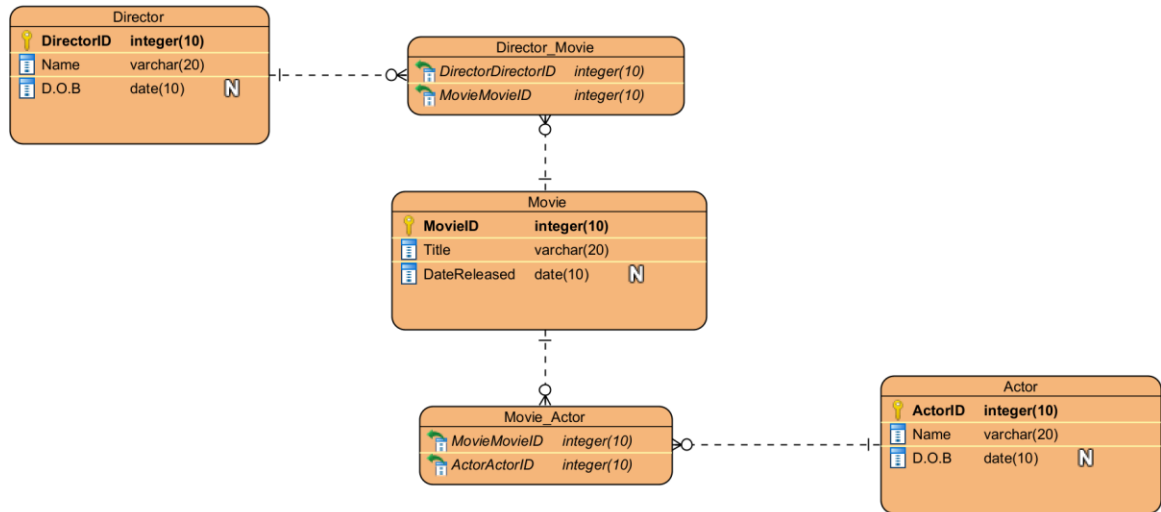 Director
DirectorID integer(10)
Name varchar(20)
D.O.B date(10) N
Director_Movie
DirectorDirectorID integer(10)
MovieMovieID integer(10)
Movie
MovieID integer(10)
Title varchar(20)
DateReleased date(10) N
Movie_Actor
MovieMovieID integer(10)
ActorActorID integer(10)
Actor
ActorID integer(10)
Name varchar(20)
D.O.B date(10) N